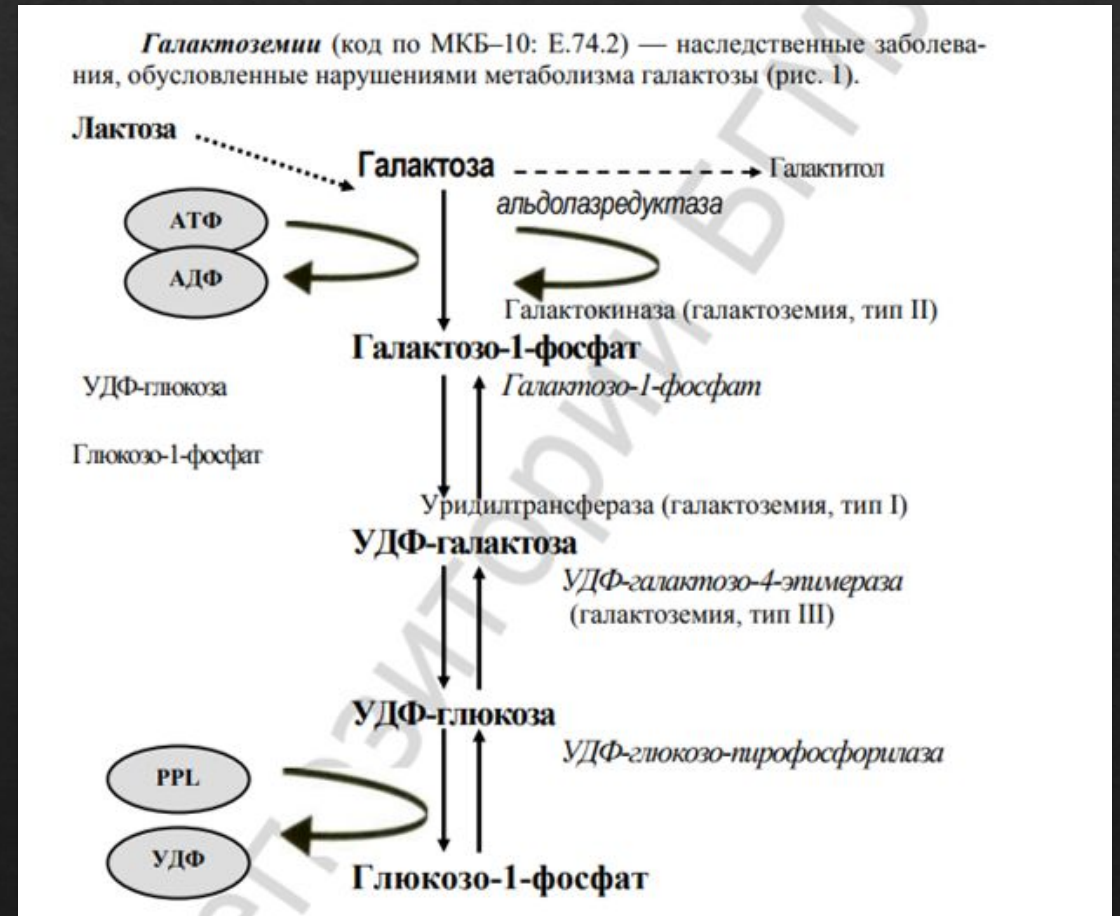 Галактоземии (код по МКБ–10: Е.74.2) — наследственные заболева-
ния, обусловленные нарушениями метаболизма галактозы (рис. 1).
Лактоза
Галактоза
Галактитол
альдолазредуктаза
АТФ
АДФ
Галактокиназа (галактоземия, тип II)
Галактозо-1-фосфат
УДФ-глюкоза
Галактозо-1-фосфат
Глюкозо-1-фосфат
Уридилтрансфераза (галактоземия, тип I)
УДФ-галактоза
УДФ-галактозо-4-эпимераза
(галактоземия, тип III)
УДФ-глюкоза
УДФ-глюкозо-пирофосфорилаза
PPL
УДФ
Глюкозо-1-фосфат